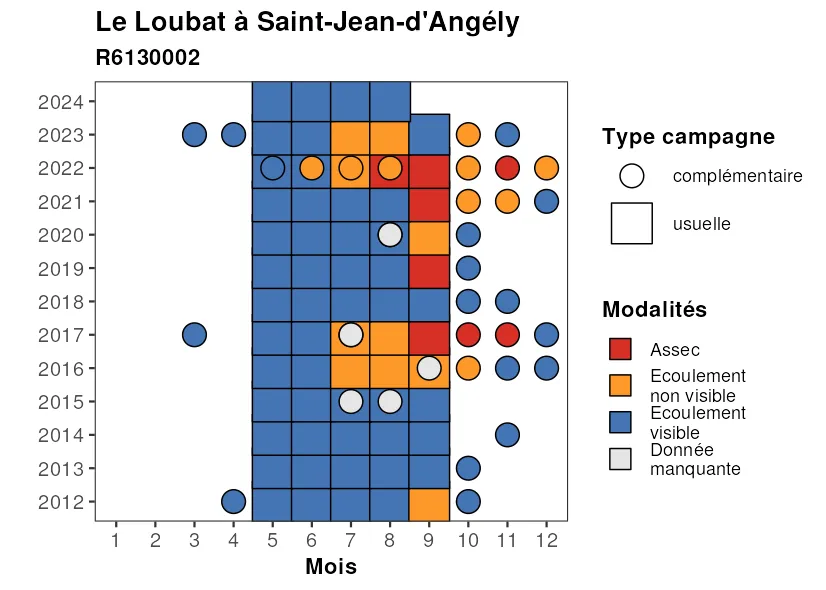 Le Loubat à Saint-Jean-d'Angély
R6130002
2024
2023
2022
2021
2020
2019
2018
2017
2016
2015
2014
2013
2012
1 2 3 4 5 6 7 8 9 10 11 12
Mois
Type campagne
complémentaire
usuelle
Modalités
Assec
Ecoulement
non visible
Ecoulement
visible
Donnée
manquante